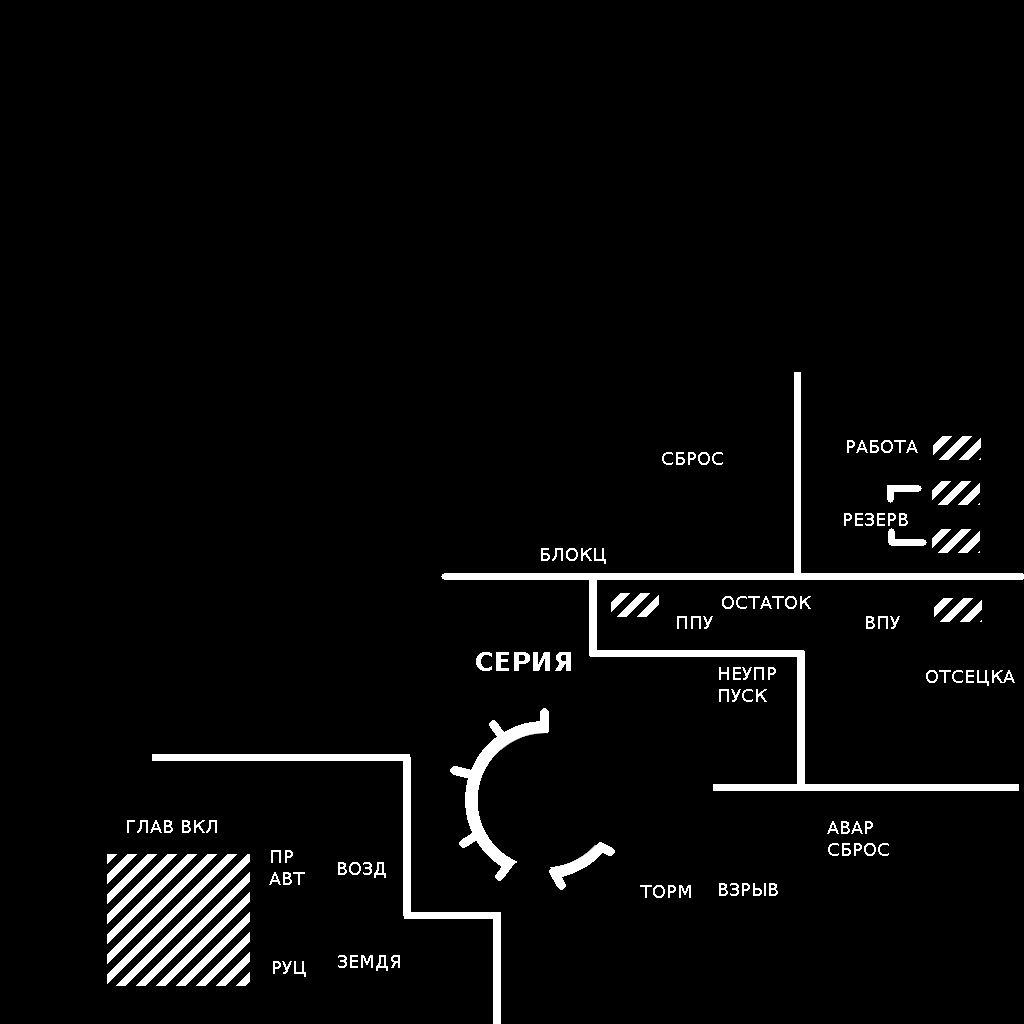 РАБОТА
СБРОС
РЕЗЕРВ
БЛОКЦ
ОСТАТОК
ППУ
ВПУ
СЕРИЯ
НЕУПР
ПУСК
ОТСЕЦКА
ГЛАВ ВКЛ
АВАР
СБРОС
ПР
АВТ
ВОЗД
ТОРМ
ВЗРЫВ
РУЦ
ЗЕМДЯ